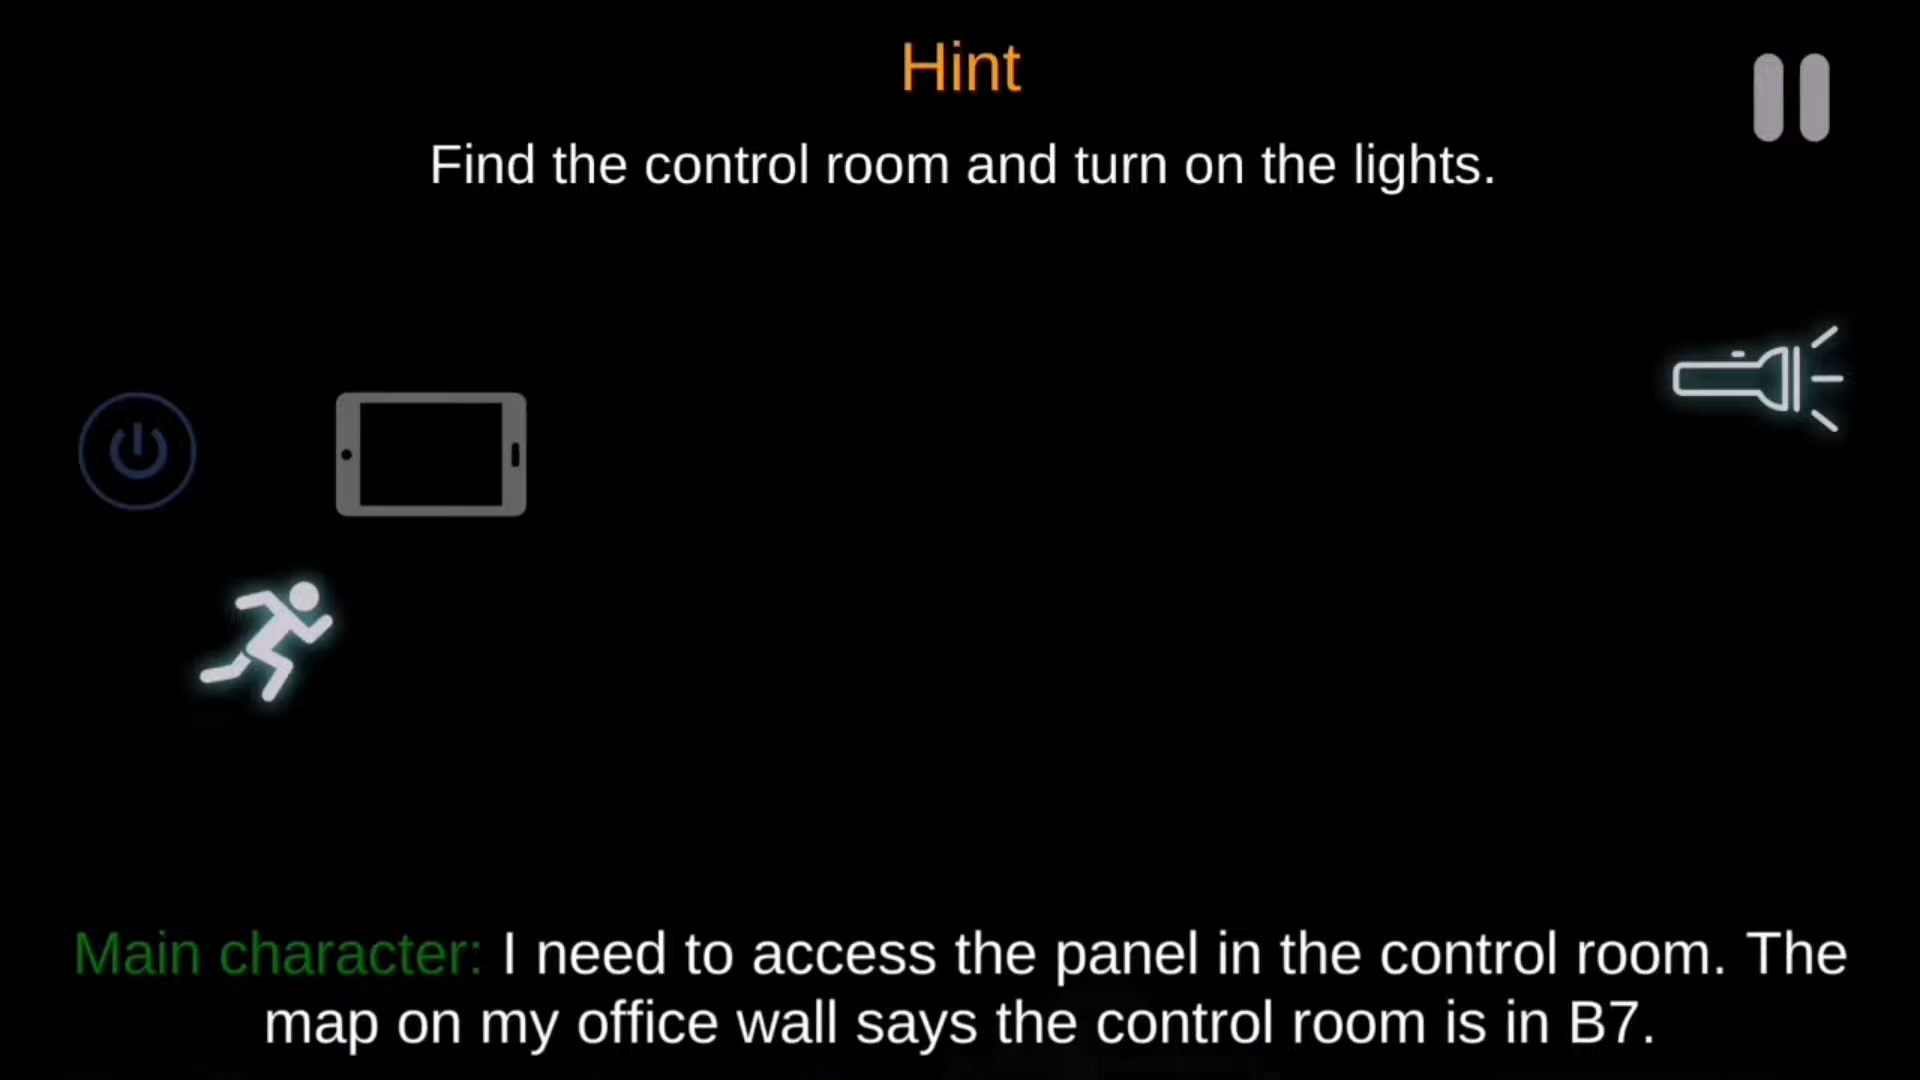 Hint
Find the control room and turn on the lights.
Main character: I need to access the panel in the control room. The
map on my office wall says the control room is in B7.